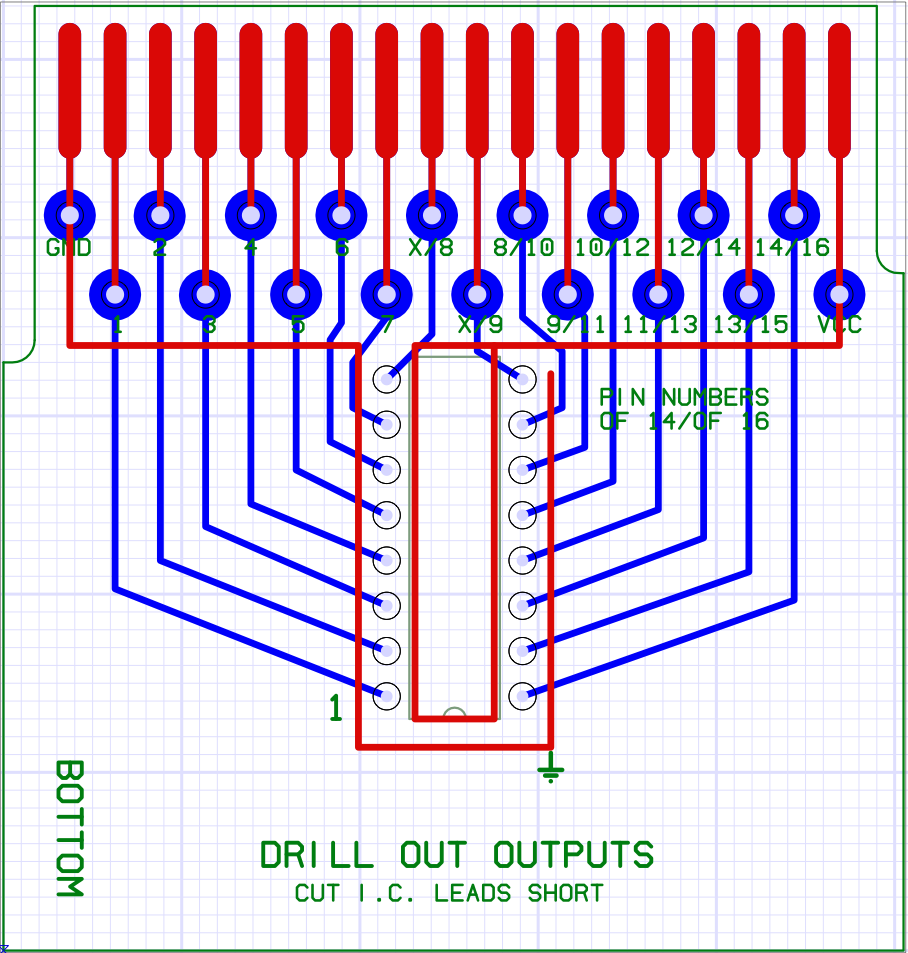 GND 2 4 6 X/8 8/10 10/12 12/14 14/16
1 3 5 7 X/9 9/11 11/13 13/15 VCC
PIN NUMBERS
OF 14/OF 16
1
BOTTOM
DRILL OUT OUTPUTS
CUT I.C. LEADS SHORT